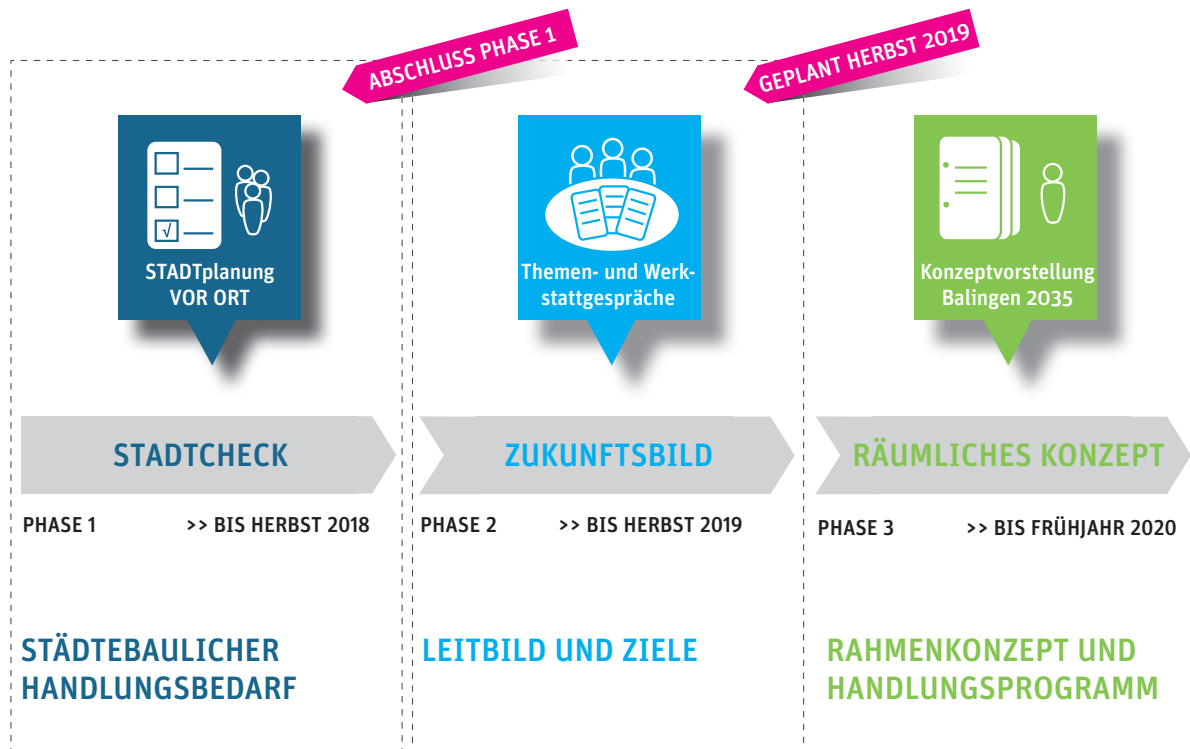 ABSCHLUSS PHASE 1
GEPLANT HERBST 2019
STADTplanung
VOR ORT
Themen- und Werk-
stattgespräche
Konzeptvorstellung
Balingen 2035
STADTCHECK
ZUKUNFTSBILD
RÄUMLICHES KONZEPT
PHASE 1 >> BIS HERBST 2018
PHASE 2 >> BIS HERBST 2019
PHASE 3 >> BIS FRÜHJAHR 2020
STÄDTEBAULICHER
HANDLUNGSBEDARF
LEITBILD UND ZIELE
RAHMENKONZEPT UND
HANDLUNGSPROGRAMM